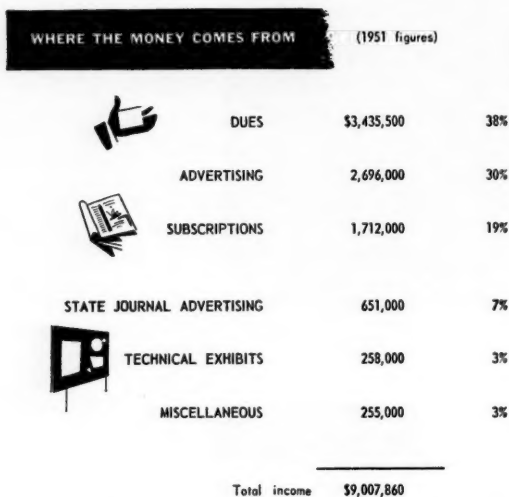 WHERE THE MONEY COMES FROM (1951 figures)
DUES $3,435,500 38%
ADVERTISING 2,696,000 30%
SUBSCRIPTIONS 1,712,000 19%
STATE JOURNAL ADVERTISING 651,000 7%
TECHNICAL EXHIBITS 258,000 3%
MISCELLANEOUS 255,000 3%
Total income $9,007,860